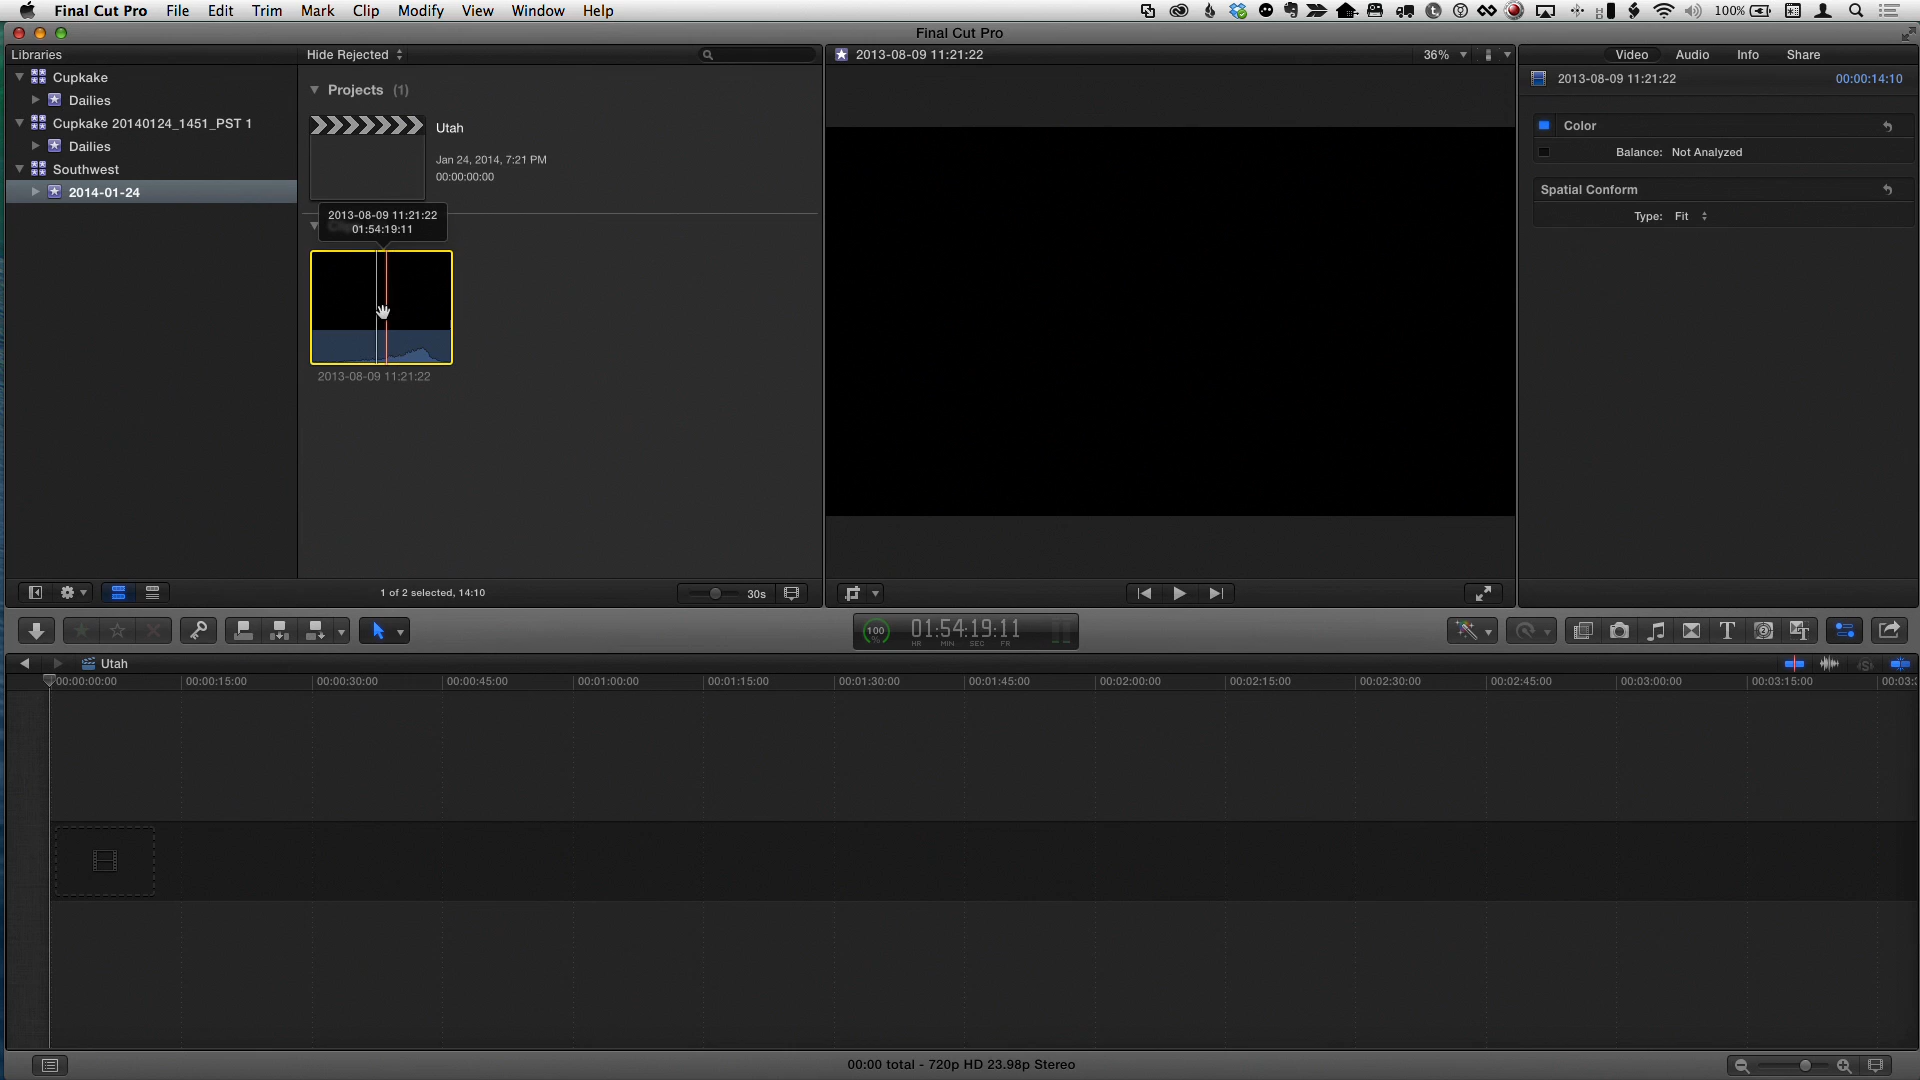 Final Cut Pro File Edit Trim Mark Clip Modify View Window Help 100%
Final Cut Pro
Libraries
Hide Rejected
2013-08-09 11:21:22
36%
Video Audio Info Share
Cupkake
Dailies
Cupkake 20140124_1451_PST 1
Dailies
Southwest
2014-01-24
Projects (1)
Utah
Jan 24, 2014, 7:21 PM
00:00:00:00
2013-08-09 11:21:22
01:54:19:11
2013-08-09 11:21:22
2013-08-09 11:21:22 00:00:14:10
Color
Balance: Not Analyzed
Spatial Conform
Type: Fit
1 of 2 selected, 14:10
30s
100
%
01:54:19:11
HR MIN SEC FR
Utah
00:00:00:00 00:00:15:00 00:00:30:00 00:00:45:00 00:01:00:00 00:01:15:00 00:01:30:00 00:01:45:00 00:02:00:00 00:02:15:00 00:02:30:00 00:02:45:00 00:03:00:00 00:03:15:00 00:03:
00:00 total - 720p HD 23.98p Stereo